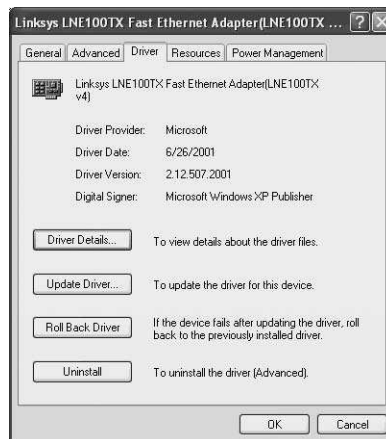 Linksys LNE100TX Fast Ethernet Adapter(LNE100TX ...
General Advanced Driver Resources Power Management
Linksys LNE100TX Fast Ethernet Adapter(LNE100TX
v4)
Driver Provider: Microsoft
Driver Date: 6/26/2001
Driver Version: 2.12.507.2001
Digital Signer: Microsoft Windows XP Publisher
Driver Details... To view details about the driver files.
Update Driver... To update the driver for this device.
Roll Back Driver If the device fails after updating the driver, roll
back to the previously installed driver.
Uninstall To uninstall the driver (Advanced).
OK Cancel